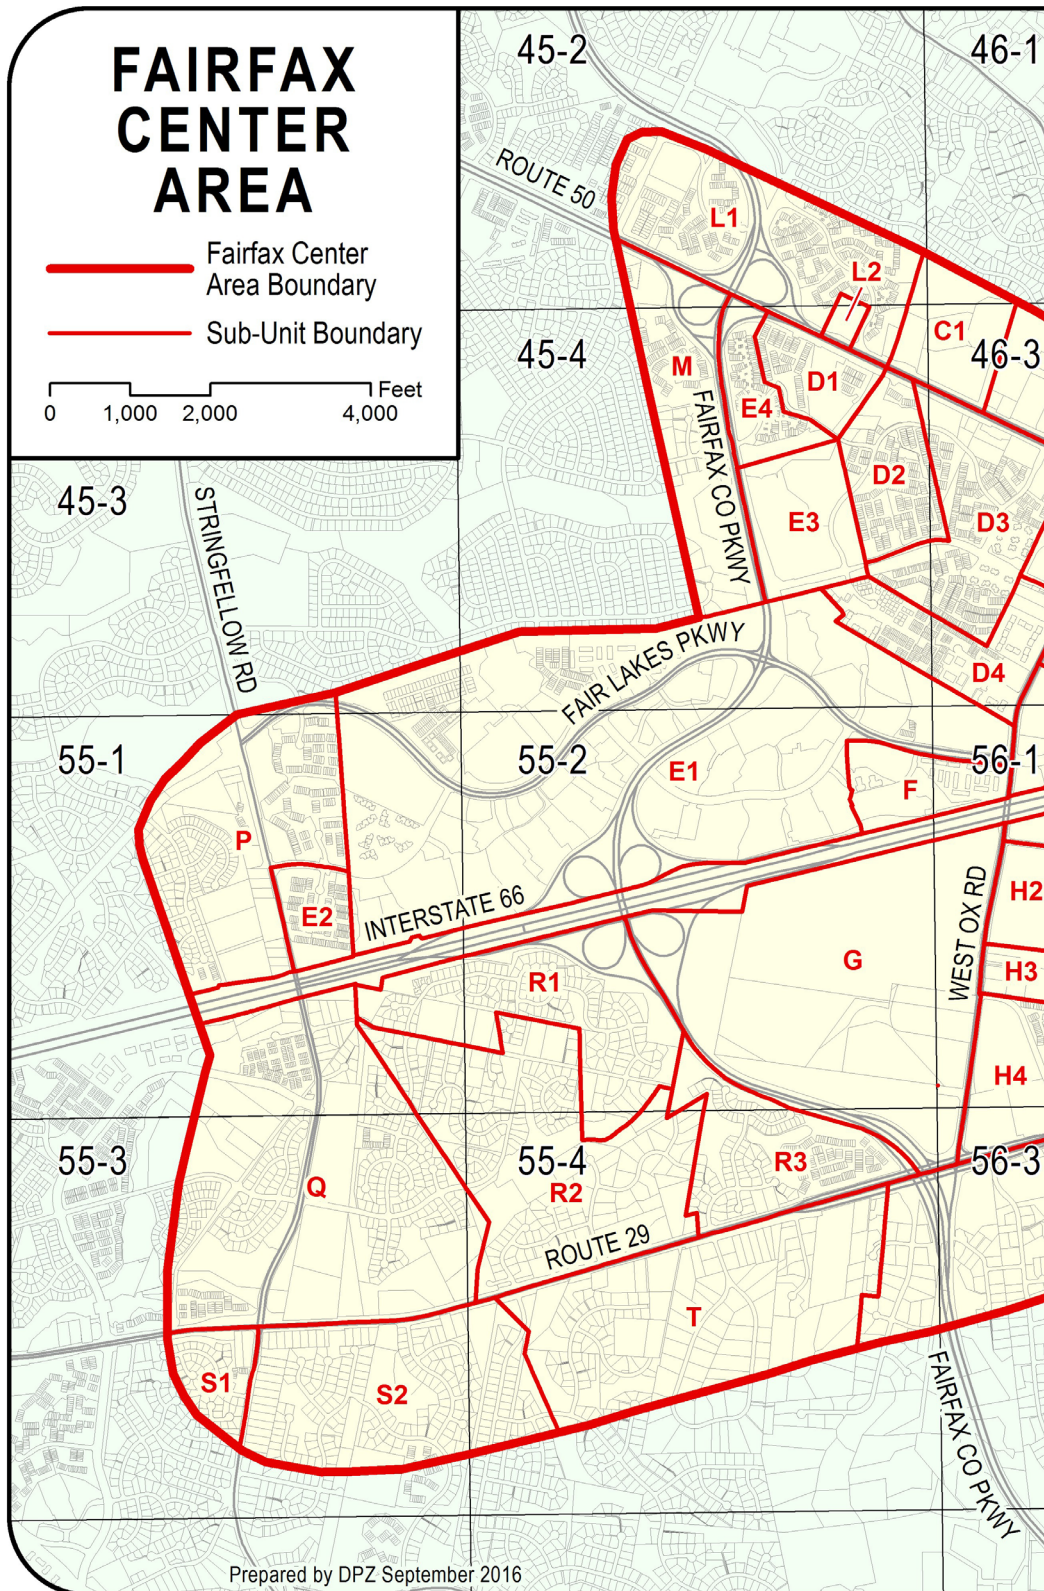 FAIRFAX
CENTER
AREA
Fairfax Center
Area Boundary
Sub-Unit Boundary
Feet
0 1,000 2,000 4,000
45-2
46-1
ROUTE 50
L1
L2
C1
45-4
46-3
M
D1
E4
FAIRFAX CO PKWY
D2
45-3
E3
D3
STRINGFELLOW RD
FAIR LAKES PKWY
D4
55-1
55-2
E1
56-1
F
P
H2
E2
INTERSTATE 66
WEST OX RD
G
R1
H3
H4
55-3
55-4
R3
56-3
Q
R2
ROUTE 29
T
S1
S2
FAIRFAX CO PKWY
Prepared by DPZ September 2016